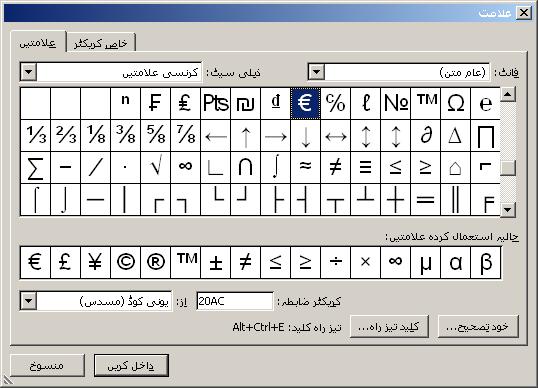 علامت
علامتیں
خاص کریکٹر
فانٹ: (عام متن)
ذیلی سیٹ: کرنسی علامتیں
ⁿ ₣ ₤ ₧ ₪ ₫ € ℅ ℓ № ™ Ω ℮
⅓ ⅔ ⅛ ⅜ ⅝ ⅞ ← ↑ → ↓ ↔ ↕ ↨ ∂ ∆ ∏
∑ − ∕ ∙ √ ∞ ∟ ∩ ∫ ≈ ≠ ≡ ≤ ≥ ⌂ ⌐
⌠ ⌡ ─ │ ┌ ┐ └ ┘ ├ ┤ ┬ ┴ ┼ ═ ║ ╒
حالیہ استعمال کردہ علامتیں:
€ £ ¥ © ® ™ ± ≠ ≤ ≥ ÷ × ∞ µ α β
کریکٹر ضابطہ: 20AC
از: یونی کوڈ (مسدس)
خود تصحیح...
کلید تیز راہ...
تیز راہ کلید: Alt+Ctrl+E
داخل کریں
منسوخ